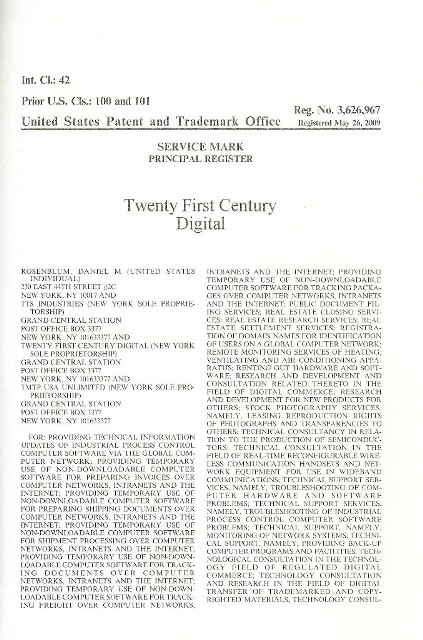 Int. Cl.: 42
Prior U.S. Cls.: 100 and 101
Reg. No. 3,626,967
United States Patent and Trademark Office
Registered May 26, 2009
SERVICE MARK
PRINCIPAL REGISTER
Twenty First Century
Digital
ROSENBLUM, DANIEL M (UNITED STATES
INDIVIDUAL)
230 EAST 44TH STREET #2C
NEW YORK, NY 10017 AND
TTS INDUSTRIES (NEW YORK SOLE PROPRIE-
TORSHIP)
GRAND CENTRAL STATION
POST OFFICE BOX 3377
NEW YORK, NY 101633377 AND
TWENTY FIRST CENTURY DIGITAL (NEW YORK
SOLE PROPRIETORSHIP)
GRAND CENTRAL STATION
POST OFFICE BOX 3377
NEW YORK, NY 101633377 AND
TMTP USA UNLIMITED (NEW YORK SOLE PRO-
PRIETORSHIP)
GRAND CENTRAL STATION
POST OFFICE BOX 3377
NEW YORK, NY 101633377
FOR: PROVIDING TECHNICAL INFORMATION
UPDATES OF INDUSTRIAL PROCESS CONTROL
COMPUTER SOFTWARE VIA THE GLOBAL COM-
PUTER NETWORK; PROVIDING TEMPORARY
USE OF NON-DOWNLOADABLE COMPUTER
SOFTWARE FOR PREPARING INVOICES OVER
COMPUTER NETWORKS, INTRANETS AND THE
INTERNET; PROVIDING TEMPORARY USE OF
NON-DOWNLOADABLE COMPUTER SOFTWARE
FOR PREPARING SHIPPING DOCUMENTS OVER
COMPUTER NETWORKS, INTRANETS AND THE
INTERNET; PROVIDING TEMPORARY USE OF
NON-DOWNLOADABLE COMPUTER SOFTWARE
FOR SHIPMENT PROCESSING OVER COMPUTER
NETWORKS, INTRANETS AND THE INTERNET;
PROVIDING TEMPORARY USE OF NON-DOWN-
LOADABLE COMPUTER SOFTWARE FOR TRACK-
ING DOCUMENTS OVER COMPUTER
NETWORKS, INTRANETS AND THE INTERNET;
PROVIDING TEMPORARY USE OF NON-DOWN-
LOADABLE COMPUTER SOFTWARE FOR TRACK-
ING FREIGHT OVER COMPUTER NETWORKS,
INTRANETS AND THE INTERNET; PROVIDING
TEMPORARY USE OF NON-DOWNLOADABLE
COMPUTER SOFTWARE FOR TRACKING PACKA-
GES OVER COMPUTER NETWORKS, INTRANETS
AND THE INTERNET; PUBLIC DOCUMENT FIL-
ING SERVICES; REAL ESTATE CLOSING SERVI-
CES; REAL ESTATE RESEARCH SERVICES; REAL
ESTATE SETTLEMENT SERVICES; REGISTRA-
TION OF DOMAIN NAMES FOR IDENTIFICATION
OF USERS ON A GLOBAL COMPUTER NETWORK;
REMOTE MONITORING SERVICES OF HEATING,
VENTILATING AND AIR CONDITIONING APPA-
RATUS; RENTING OUT HARDWARE AND SOFT-
WARE; RESEARCH AND DEVELOPMENT AND
CONSULTATION RELATED THERETO IN THE
FIELD OF DIGITAL COMMERCE; RESEARCH
AND DEVELOPMENT FOR NEW PRODUCTS FOR
OTHERS; STOCK PHOTOGRAPHY SERVICES,
NAMELY, LEASING REPRODUCTION RIGHTS
OF PHOTOGRAPHS AND TRANSPARENCIES TO
OTHERS; TECHNICAL CONSULTANCY IN RELA-
TION TO THE PRODUCTION OF SEMICONDUC-
TORS; TECHNICAL CONSULTATION IN THE
FIELD OF REAL-TIME RECONFIGURABLE WIRE-
LESS COMMUNICATION HANDSETS AND NET-
WORK EQUIPMENT FOR USE IN WIDEBAND
COMMUNICATIONS; TECHNICAL SUPPORT SER-
VICES, NAMELY, TROUBLESHOOTING OF COM-
PUTER HARDWARE AND SOFTWARE
PROBLEMS; TECHNICAL SUPPORT SERVICES,
NAMELY, TROUBLESHOOTING OF INDUSTRIAL
PROCESS CONTROL COMPUTER SOFTWARE
PROBLEMS; TECHNICAL SUPPORT, NAMELY,
MONITORING OF NETWORK SYSTEMS; TECHNI-
CAL SUPPORT, NAMELY, PROVIDING BACK-UP
COMPUTER PROGRAMS AND FACILITIES; TECH-
NOLOGICAL CONSULTATION IN THE TECHNOL-
OGY FIELD OF REGULATED DIGITAL
COMMERCE; TECHNOLOGY CONSULTATION
AND RESEARCH IN THE FIELD OF DIGITAL
TRANSFER OF TRADEMARKED AND COPY-
RIGHTED MATERIALS, TECHNOLOGY CONSUL-